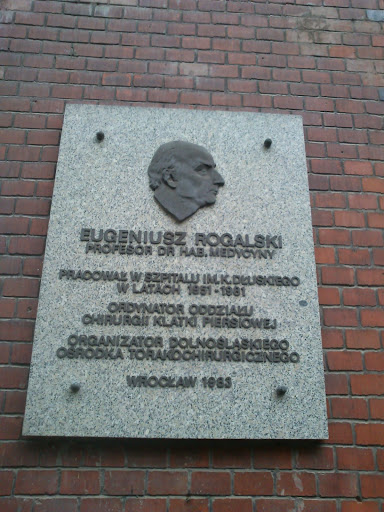 EUGENIUSZ ROGALSKI
PROFESOR DR HAB. MEDYCYNY
PRACOWAŁ W SZPITALU IM. K. DŁUSKIEGO
W LATACH 1951-1981
ORDYNATOR ODDZIAŁU
CHIRURGII KLATKI PIERSIOWEJ
ORGANIZATOR DOLNOŚLĄSKIEGO
OŚRODKA TORAKOCHIRURGICZNEGO
WROCŁAW 1983